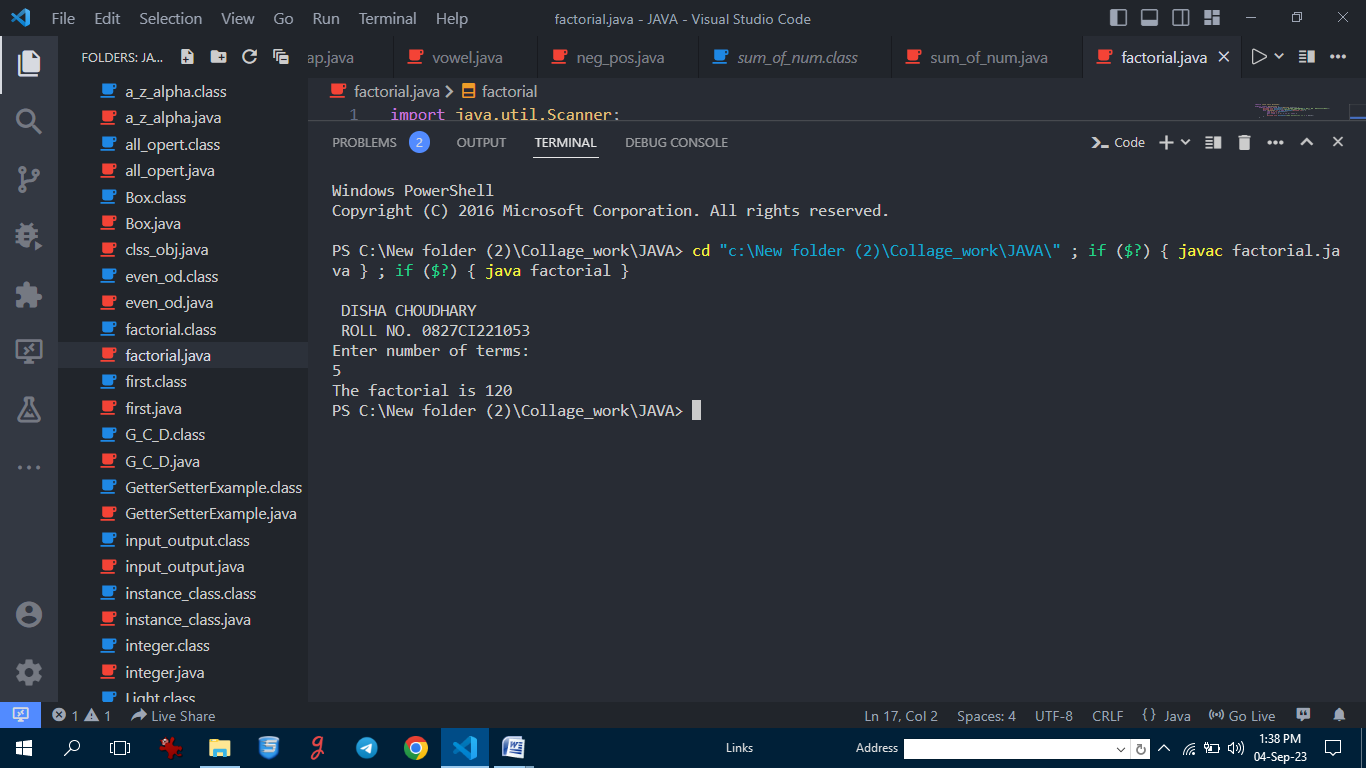 File Edit Selection View Go Run Terminal Help factorial.java - JAVA - Visual Studio Code
FOLDERS: JA...
ap.java vowel.java neg_pos.java sum_of_num.class sum_of_num.java factorial.java
factorial.java > factorial
1 import java.util.Scanner;
PROBLEMS 2 OUTPUT TERMINAL DEBUG CONSOLE Code
a_z_alpha.class
a_z_alpha.java
all_opert.class
all_opert.java
Box.class
Box.java
clss_obj.java
even_od.class
even_od.java
factorial.class
factorial.java
first.class
first.java
G_C_D.class
G_C_D.java
GetterSetterExample.class
GetterSetterExample.java
input_output.class
input_output.java
instance_class.class
instance_class.java
integer.class
integer.java
Light.class
Windows PowerShell
Copyright (C) 2016 Microsoft Corporation. All rights reserved.
PS C:\New folder (2)\Collage_work\JAVA> cd "c:\New folder (2)\Collage_work\JAVA\" ; if ($?) { javac factorial.ja
va } ; if ($?) { java factorial }
DISHA CHOUDHARY
ROLL NO. 0827CI221053
Enter number of terms:
5
The factorial is 120
PS C:\New folder (2)\Collage_work\JAVA>
1 1 Live Share Ln 17, Col 2 Spaces: 4 UTF-8 CRLF {} Java Go Live
Links Address 1:38 PM
04-Sep-23